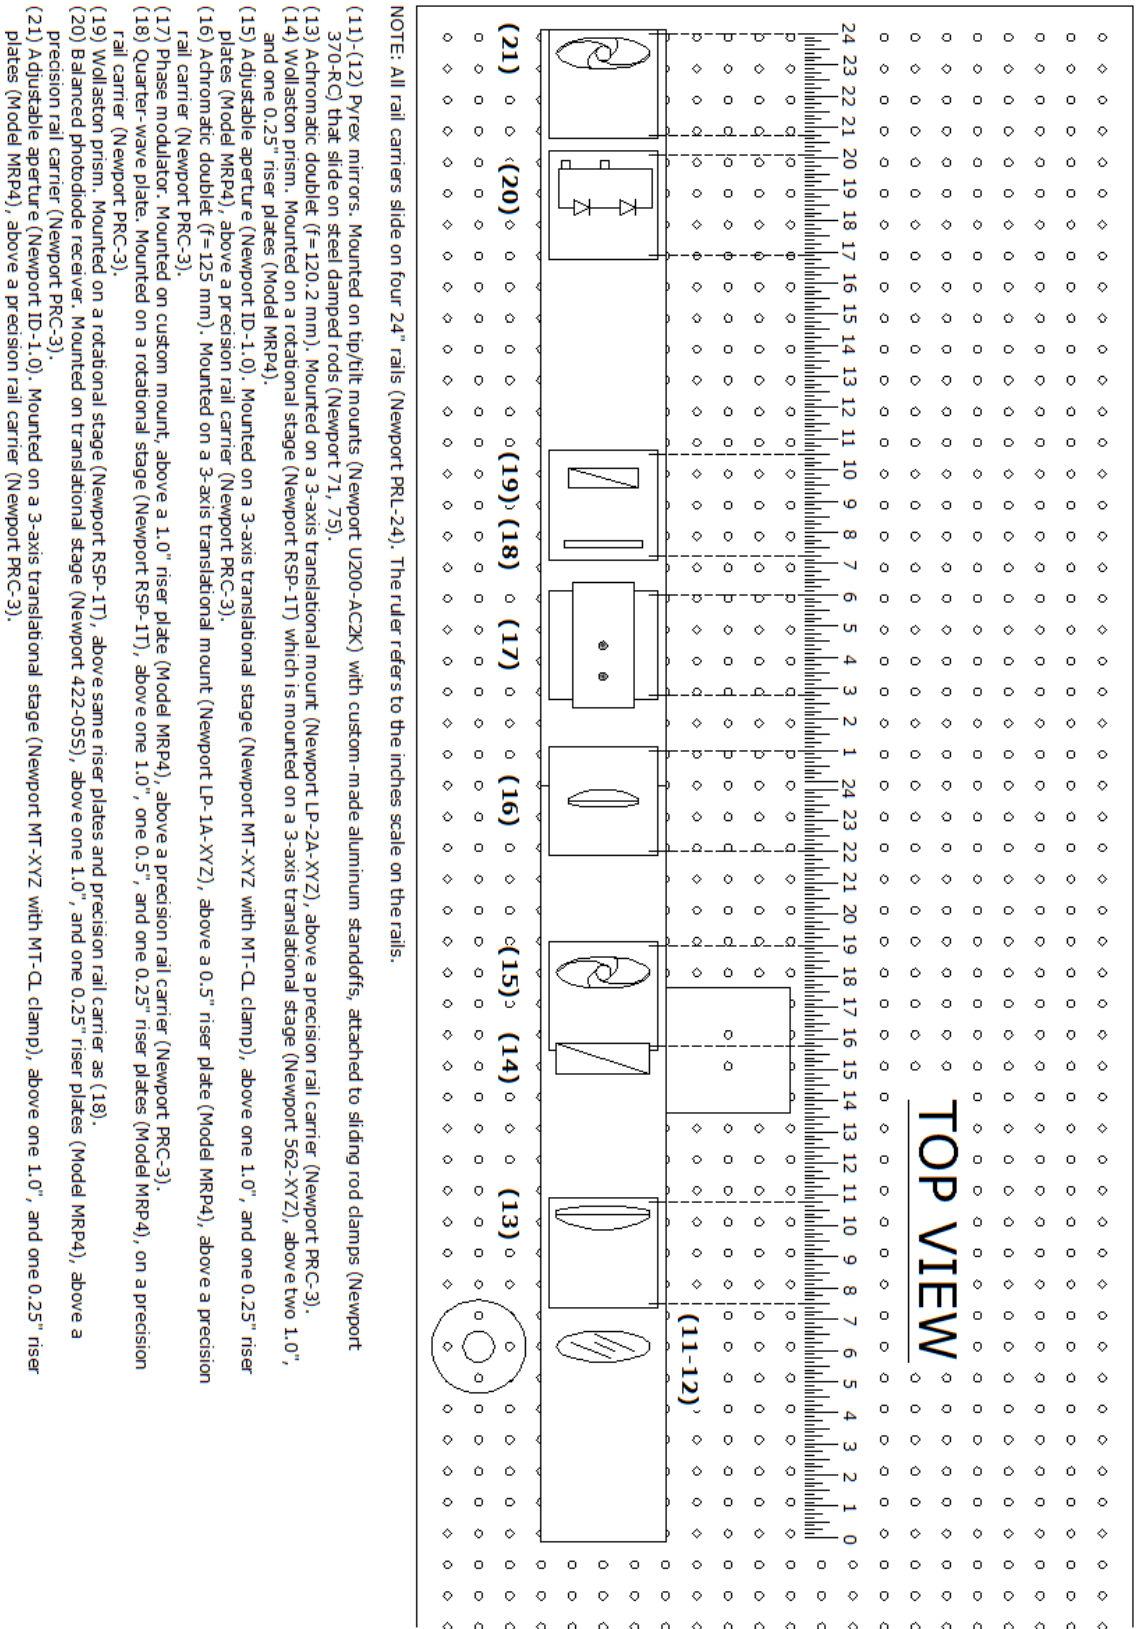 TOP VIEW
24 23 22 21 20 19 18 17 16 15 14 13 12 11 10 9 8 7 6 5 4 3 2 1 24 23 22 21 20 19 18 17 16 15 14 13 12 11 10 9 8 7 6 5 4 3 2 1 0
(11-12)
(21) (20) (19) (18) (17) (16) (15) (14) (13)
NOTE: All rail carriers slide on four 24" rails (Newport PRL-24). The ruler refers to the inches scale on the rails.
(11)-(12) Pyrex mirrors. Mounted on tip/tilt mounts (Newport U200-AC2K) with custom-made aluminum standoffs, attached to sliding rod clamps (Newport
370-RC) that slide on steel damped rods (Newport 71, 75).
(13) Achromatic doublet (f=120.2 mm). Mounted on a 3-axis translational mount (Newport LP-2A-XYZ), above a precision rail carrier (Newport PRC-3).
(14) Wollaston prism. Mounted on a rotational stage (Newport RSP-1T) which is mounted on a 3-axis translational stage (Newport 562-XYZ), above two 1.0",
and one 0.25" riser plates (Model MRP4).
(15) Adjustable aperture (Newport ID-1.0). Mounted on a 3-axis translational stage (Newport MT-XYZ with MT-CL clamp), above one 1.0", and one 0.25" riser
plates (Model MRP4), above a precision rail carrier (Newport PRC-3).
(16) Achromatic doublet (f=125 mm). Mounted on a 3-axis translational mount (Newport LP-1A-XYZ), above a 0.5" riser plate (Model MRP4), above a precision
rail carrier (Newport PRC-3).
(17) Phase modulator. Mounted on custom mount, above a 1.0" riser plate (Model MRP4), above a precision rail carrier (Newport PRC-3).
(18) Quarter-wave plate. Mounted on a rotational stage (Newport RSP-1T), above one 1.0", one 0.5", and one 0.25" riser plates (Model MRP4), on a precision
rail carrier (Newport PRC-3).
(19) Wollaston prism. Mounted on a rotational stage (Newport RSP-1T), above same riser plates and precision rail carrier as (18).
(20) Balanced photodiode receiver. Mounted on translational stage (Newport 422-05S), above one 1.0", and one 0.25" riser plates (Model MRP4), above a
precision rail carrier (Newport PRC-3).
(21) Adjustable aperture (Newport ID-1.0). Mounted on a 3-axis translational stage (Newport MT-XYZ with MT-CL clamp), above one 1.0", and one 0.25" riser
plates (Model MRP4), above a precision rail carrier (Newport PRC-3).